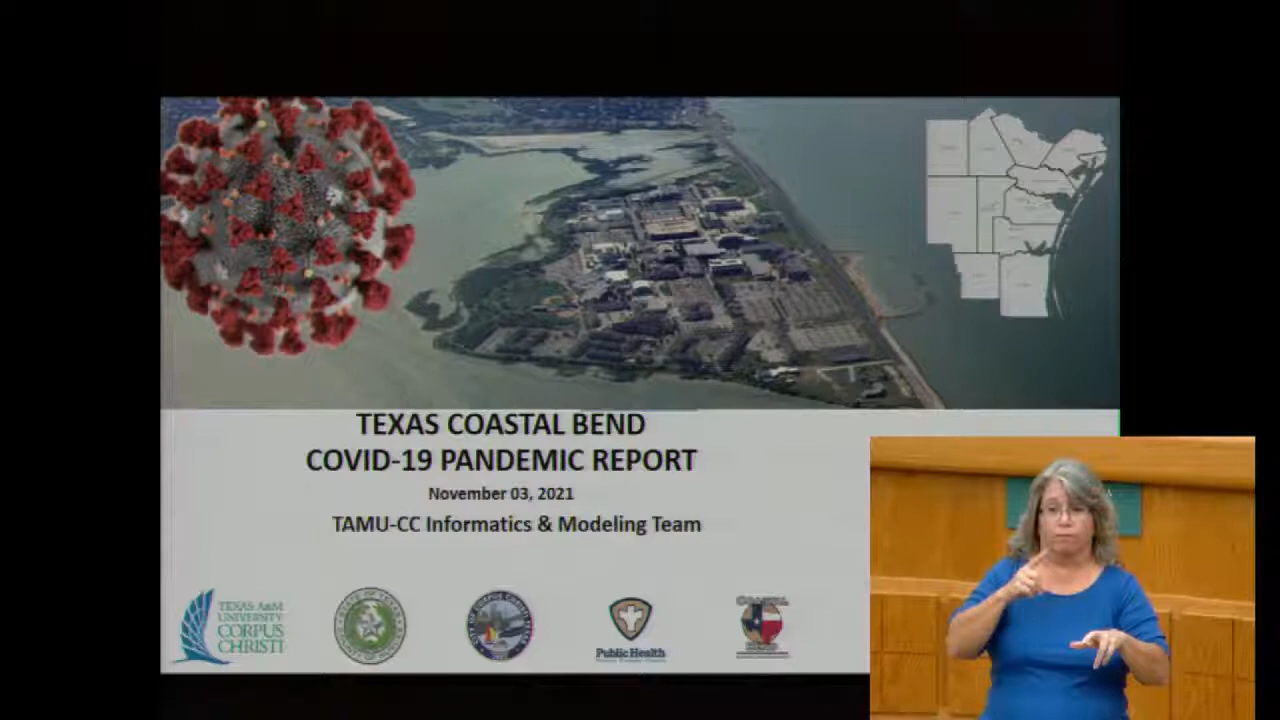 TEXAS COASTAL BEND
COVID-19 PANDEMIC REPORT
November 03, 2021
TAMU-CC Informatics & Modeling Team
TEXAS A&M
UNIVERSITY
CORPUS
CHRISTI
Public Health